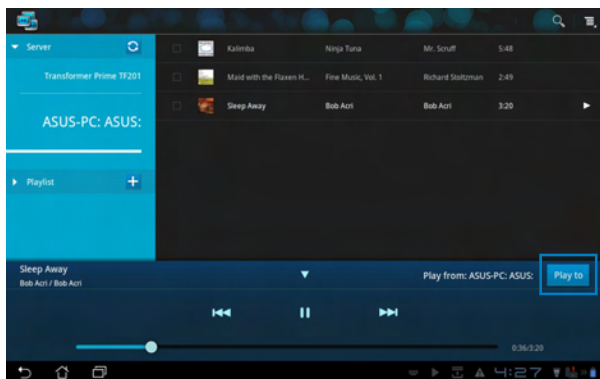 Server
Transformer Prime TF201
ASUS-PC: ASUS:
Playlist
Kalimba Ninja Tuna Mr. Scruff 5:48
Maid with the Flaxen H... Fine Music, Vol. 1 Richard Stoltzman 2:49
Sleep Away Bob Acri Bob Acri 3:20
Sleep Away
Bob Acri / Bob Acri
Play from: ASUS-PC: ASUS: Play to
0:36/3:20
4:27